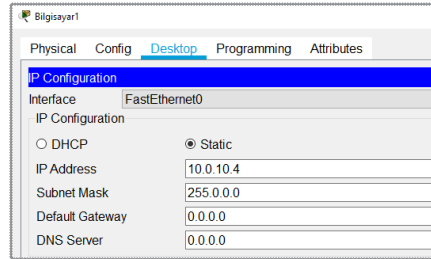 Bilgisayar1
Physical Config Desktop Programming Attributes
IP Configuration
Interface FastEthernet0
IP Configuration
DHCP Static
IP Address 10.0.10.4
Subnet Mask 255.0.0.0
Default Gateway 0.0.0.0
DNS Server 0.0.0.0